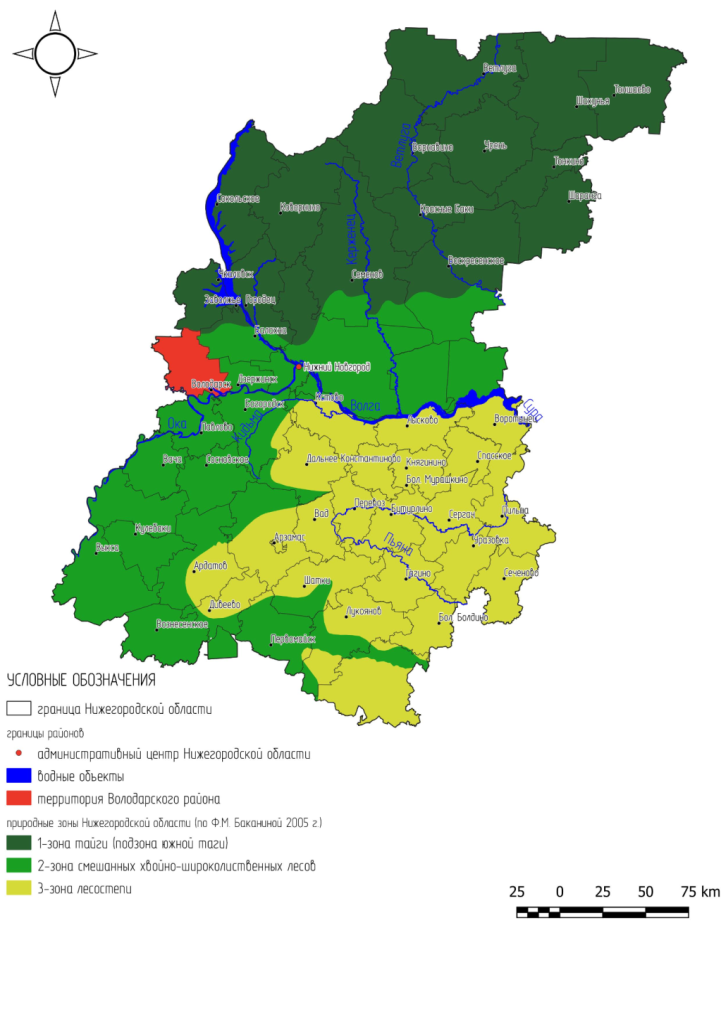 Ветлуга
Тоншаево
Шахунья
Ветлуга
Варнавино
Урень
Тонкино
Шаранга
Сокольское
Ковернино
Красные Баки
Керженец
Воскресенское
Чкаловск
Семенов
Заволжье
Городец
Балахна
Нижний Новгород
Володарск
Дзержинск
Кстово
Волга
Сура
Богородск
Лысково
Воротынец
Ока
Павлово
Кудьма
Вача
Сосновское
Дальнее Константиново
Княгинино
Спасское
Бол. Мурашкино
Перевоз
Бутурлино
Вад
Сергач
Пильна
Кулебаки
Выкса
Арзамас
Пьяна
Уразовка
Ардатов
Шатки
Гагино
Сеченово
Дивеево
Лукоянов
Бол. Болдино
Вознесенское
Первомайск
УСЛОВНЫЕ ОБОЗНАЧЕНИЯ
граница Нижегородской области
границы районов
административный центр Нижегородской области
водные объекты
территория Володарского района
природные зоны Нижегородской области (по Ф.М. Баканиной 2005 г.)
1-зона тайги (подзона южной таги)
2-зона смешанных хвойно-широколиственных лесов
3-зона лесостепи
25 0 25 50 75 km